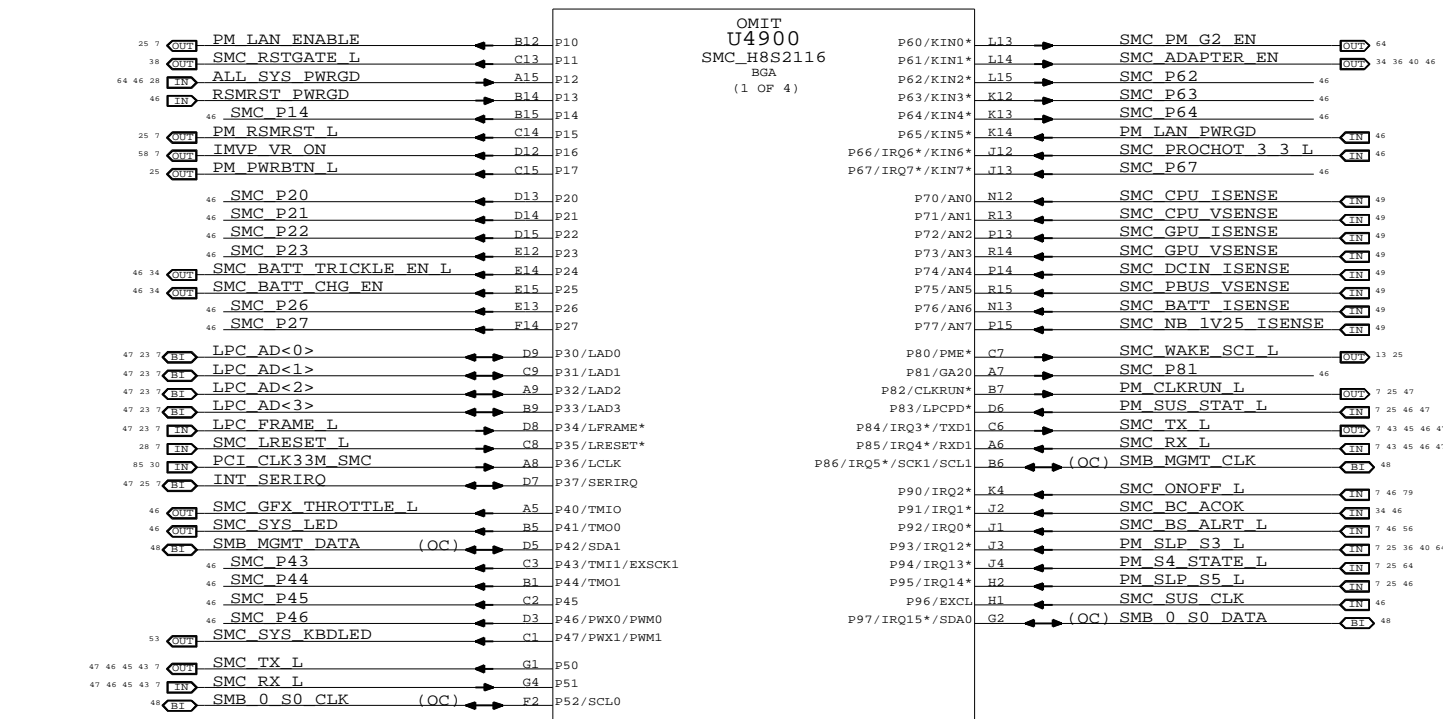 OMIT
U4900
SMC_H8S2116
BGA
(1 OF 4)
25 7 OUT PM_LAN_ENABLE B12 P10 P60/KIN0* L13 SMC_PM_G2_EN OUT 64
38 OUT SMC_RSTGATE_L C13 P11 P61/KIN1* L14 SMC_ADAPTER_EN OUT 34 36 40 46
64 46 28 IN ALL_SYS_PWRGD A15 P12 P62/KIN2* L15 SMC_P62 46
46 IN RSMRST_PWRGD B14 P13 P63/KIN3* K12 SMC_P63 46
46 SMC_P14 B15 P14 P64/KIN4* K13 SMC_P64 46
25 7 OUT PM_RSMRST_L C14 P15 P65/KIN5* K14 PM_LAN_PWRGD IN 46
58 7 OUT IMVP_VR_ON D12 P16 P66/IRQ6*/KIN6* J12 SMC_PROCHOT_3_3_L IN 46
25 OUT PM_PWRBTN_L C15 P17 P67/IRQ7*/KIN7* J13 SMC_P67 46
46 SMC_P20 D13 P20 P70/AN0 N12 SMC_CPU_ISENSE IN 49
46 SMC_P21 D14 P21 P71/AN1 R13 SMC_CPU_VSENSE IN 49
46 SMC_P22 D15 P22 P72/AN2 P13 SMC_GPU_ISENSE IN 49
46 SMC_P23 E12 P23 P73/AN3 R14 SMC_GPU_VSENSE IN 49
46 34 OUT SMC_BATT_TRICKLE_EN_L E14 P24 P74/AN4 P14 SMC_DCIN_ISENSE IN 49
46 34 OUT SMC_BATT_CHG_EN E15 P25 P75/AN5 R15 SMC_PBUS_VSENSE IN 49
46 SMC_P26 E13 P26 P76/AN6 N13 SMC_BATT_ISENSE IN 49
46 SMC_P27 F14 P27 P77/AN7 P15 SMC_NB_1V25_ISENSE IN 49
47 23 7 BI LPC_AD<0> D9 P30/LAD0 P80/PME* C7 SMC_WAKE_SCI_L OUT 13 25
47 23 7 BI LPC_AD<1> C9 P31/LAD1 P81/GA20 A7 SMC_P81 46
47 23 7 BI LPC_AD<2> A9 P32/LAD2 P82/CLKRUN* B7 PM_CLKRUN_L OUT 7 25 47
47 23 7 BI LPC_AD<3> B9 P33/LAD3 P83/LPCPD* D6 PM_SUS_STAT_L IN 7 25 46 47
47 23 7 IN LPC_FRAME_L D8 P34/LFRAME* P84/IRQ3*/TXD1 C6 SMC_TX_L OUT 7 43 45 46 47
28 7 IN SMC_LRESET_L C8 P35/LRESET* P85/IRQ4*/RXD1 A6 SMC_RX_L IN 7 43 45 46 47
85 30 IN PCI_CLK33M_SMC A8 P36/LCLK P86/IRQ5*/SCK1/SCL1 B6 (OC) SMB_MGMT_CLK BI 48
47 25 7 BI INT_SERIRQ D7 P37/SERIRQ
46 OUT SMC_GFX_THROTTLE_L A5 P40/TMIO P90/IRQ2* K4 SMC_ONOFF_L IN 7 46 79
46 OUT SMC_SYS_LED B5 P41/TMO0 P91/IRQ1* J2 SMC_BC_ACOK IN 34 46
48 BI SMB_MGMT_DATA (OC) D5 P42/SDA1 P92/IRQ0* J1 SMC_BS_ALRT_L IN 7 46 56
46 SMC_P43 C3 P43/TMI1/EXSCK1 P93/IRQ12* J3 PM_SLP_S3_L IN 7 25 36 40 64
46 SMC_P44 B1 P44/TMO1 P94/IRQ13* J4 PM_S4_STATE_L IN 7 25 64
46 SMC_P45 C2 P45 P95/IRQ14* H2 PM_SLP_S5_L IN 7 25 46
46 SMC_P46 D3 P46/PWX0/PWM0 P96/EXCL H1 SMC_SUS_CLK IN 46
53 OUT SMC_SYS_KBDLED C1 P47/PWX1/PWM1 P97/IRQ15*/SDA0 G2 (OC) SMB_0_S0_DATA BI 48
47 46 45 43 7 OUT SMC_TX_L G1 P50
47 46 45 43 7 IN SMC_RX_L G4 P51
48 BI SMB_0_S0_CLK (OC) F2 P52/SCL0